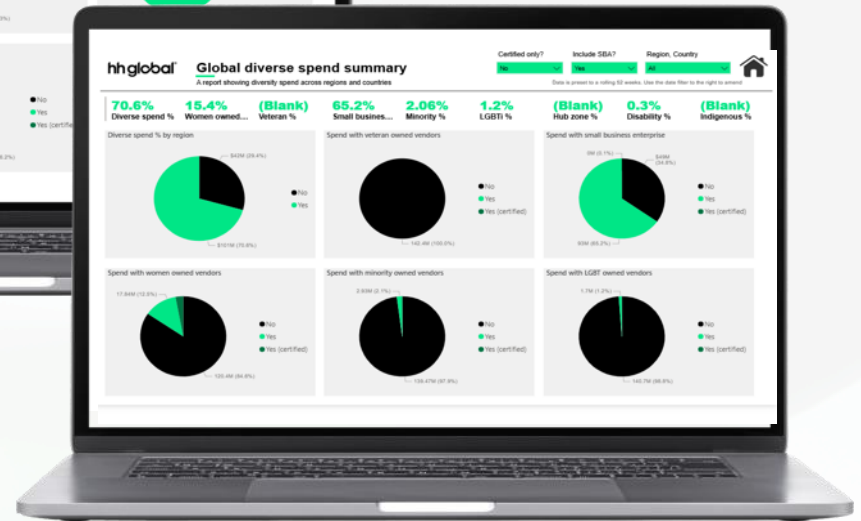 hhglobal
Global diverse spend summary
A report showing diversity spend across regions and countries
Certified only?
No
Include SBA?
Yes
Region, Country
All
Data is preset to a rolling 52 weeks. Use the date filter to the right to amend
70.6%
Diverse spend %
15.4%
Women owned...
(Blank)
Veteran %
65.2%
Small busines...
2.06%
Minority %
1.2%
LGBTi %
(Blank)
Hub zone %
0.3%
Disability %
(Blank)
Indigenous %
Diverse spend % by region
$42M (29.4%)
No
Yes
$101M (70.6%)
Spend with veteran owned vendors
No
Yes
Yes (certified)
142.4M (100.0%)
Spend with small business enterprise
0M (0.1%)
$49M
(34.8%)
No
Yes
Yes (certified)
93M (65.2%)
Spend with women owned vendors
17.84M (12.5%)
No
Yes
Yes (certified)
120.4M (84.6%)
Spend with minority owned vendors
2.93M (2.1%)
No
Yes
Yes (certified)
139.47M (97.9%)
Spend with LGBT owned vendors
1.7M (1.2%)
No
Yes
Yes (certified)
140.7M (98.8%)
No
Yes